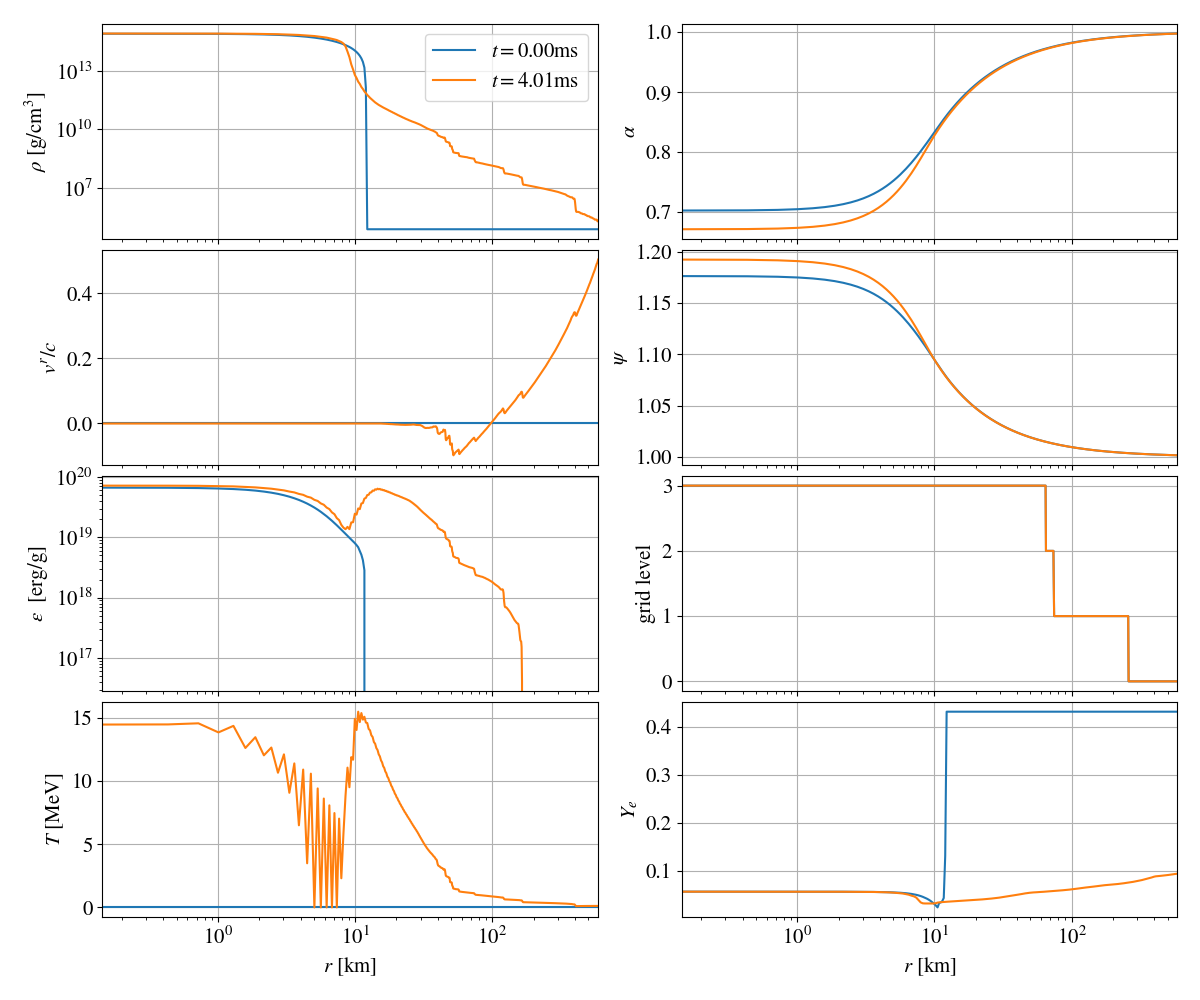 t = 0.00ms
t = 4.01ms
ρ [g/cm³]
10¹³
10¹⁰
10⁷
α
1.0
0.9
0.8
0.7
vʳ/c
0.4
0.2
0.0
ψ
1.20
1.15
1.10
1.05
1.00
ε [erg/g]
10²⁰
10¹⁹
10¹⁸
10¹⁷
grid level
3
2
1
0
T [MeV]
15
10
5
0
10⁰ 10¹ 10²
r [km]
Yₑ
0.4
0.3
0.2
0.1
10⁰ 10¹ 10²
r [km]